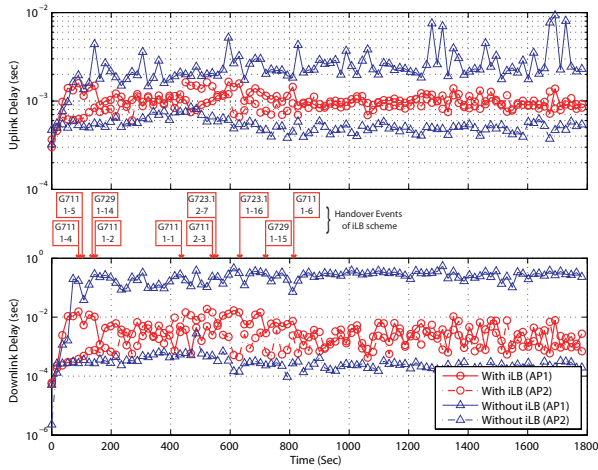 10^-2
10^-3
10^-4
Uplink Delay (sec)
G711
1-5
G729
1-14
G723.1
2-7
G723.1
1-16
G711
1-6
G711
1-4
G711
1-2
G711
1-1
G711
2-3
G729
1-15
Handover Events
of iLB scheme
10^0
10^-2
10^-4
10^-6
Downlink Delay (sec)
With iLB (AP1)
With iLB (AP2)
Without iLB (AP1)
Without iLB (AP2)
0 200 400 600 800 1000 1200 1400 1600 1800
Time (Sec)